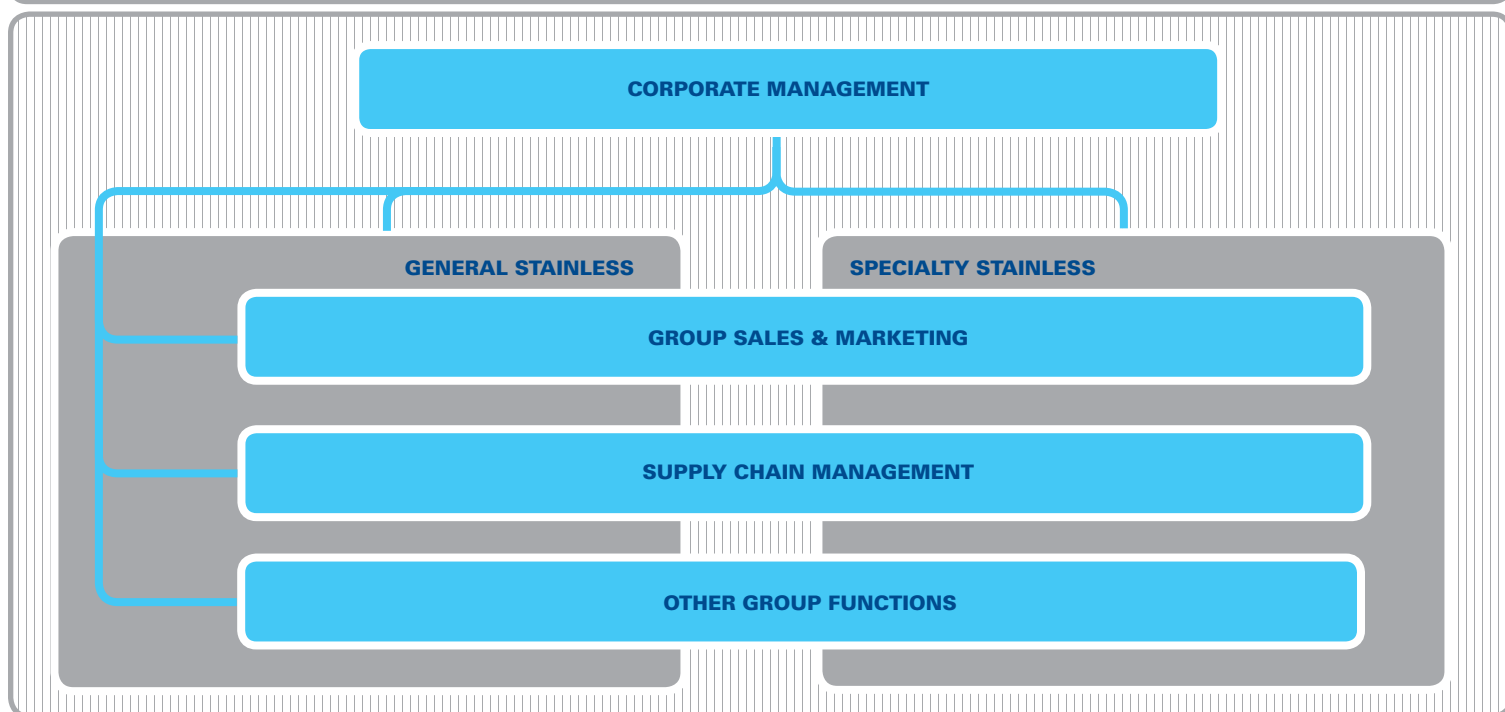 CORPORATE MANAGEMENT
GENERAL STAINLESS
SPECIALTY STAINLESS
GROUP SALES & MARKETING
SUPPLY CHAIN MANAGEMENT
OTHER GROUP FUNCTIONS